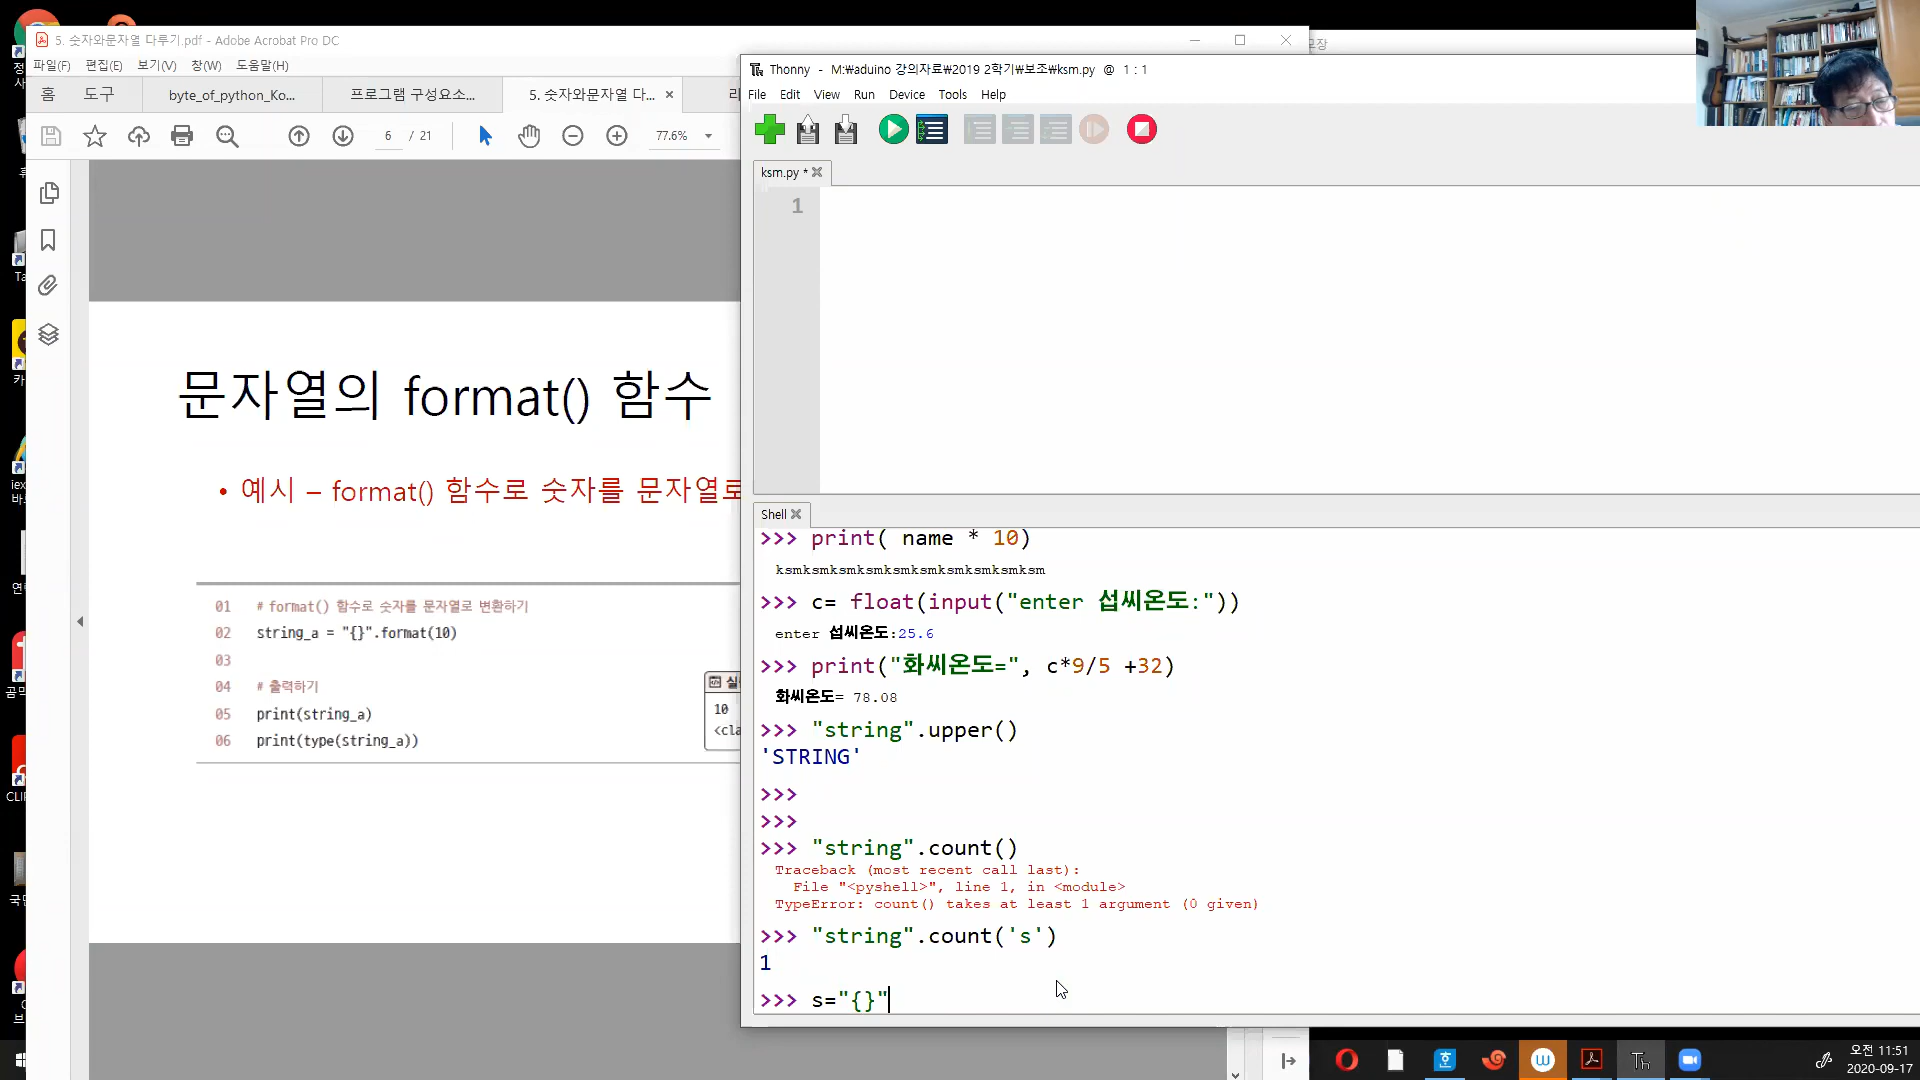 5. 숫자와문자열 다루기.pdf - Adobe Acrobat Pro DC
파일(F) 편집(E) 보기(V) 창(W) 도움말(H)
홈 도구 byte_of_python_Ko... 프로그램 구성요소... 5. 숫자와문자열 다... ×
6 / 21 77.6%
문자열의 format() 함수
• 예시 – format() 함수로 숫자를 문자열로
01 # format() 함수로 숫자를 문자열로 변환하기
02 string_a = "{}".format(10)
03
04 # 출력하기
05 print(string_a)
06 print(type(string_a))
10
<cla
Thonny - M:₩aduino 강의자료₩2019 2학기₩보조₩ksm.py @ 1 : 1
File Edit View Run Device Tools Help
ksm.py *
1
Shell
>>> print( name * 10)
ksmksmksmksmksmksmksmksmksmksm
>>> c= float(input("enter 섭씨온도:"))
enter 섭씨온도:25.6
>>> print("화씨온도=", c*9/5 +32)
화씨온도= 78.08
>>> "string".upper()
'STRING'
>>>
>>>
>>> "string".count()
Traceback (most recent call last):
File "<pyshell>", line 1, in <module>
TypeError: count() takes at least 1 argument (0 given)
>>> "string".count('s')
1
>>> s="{}"
오전 11:51
2020-09-17